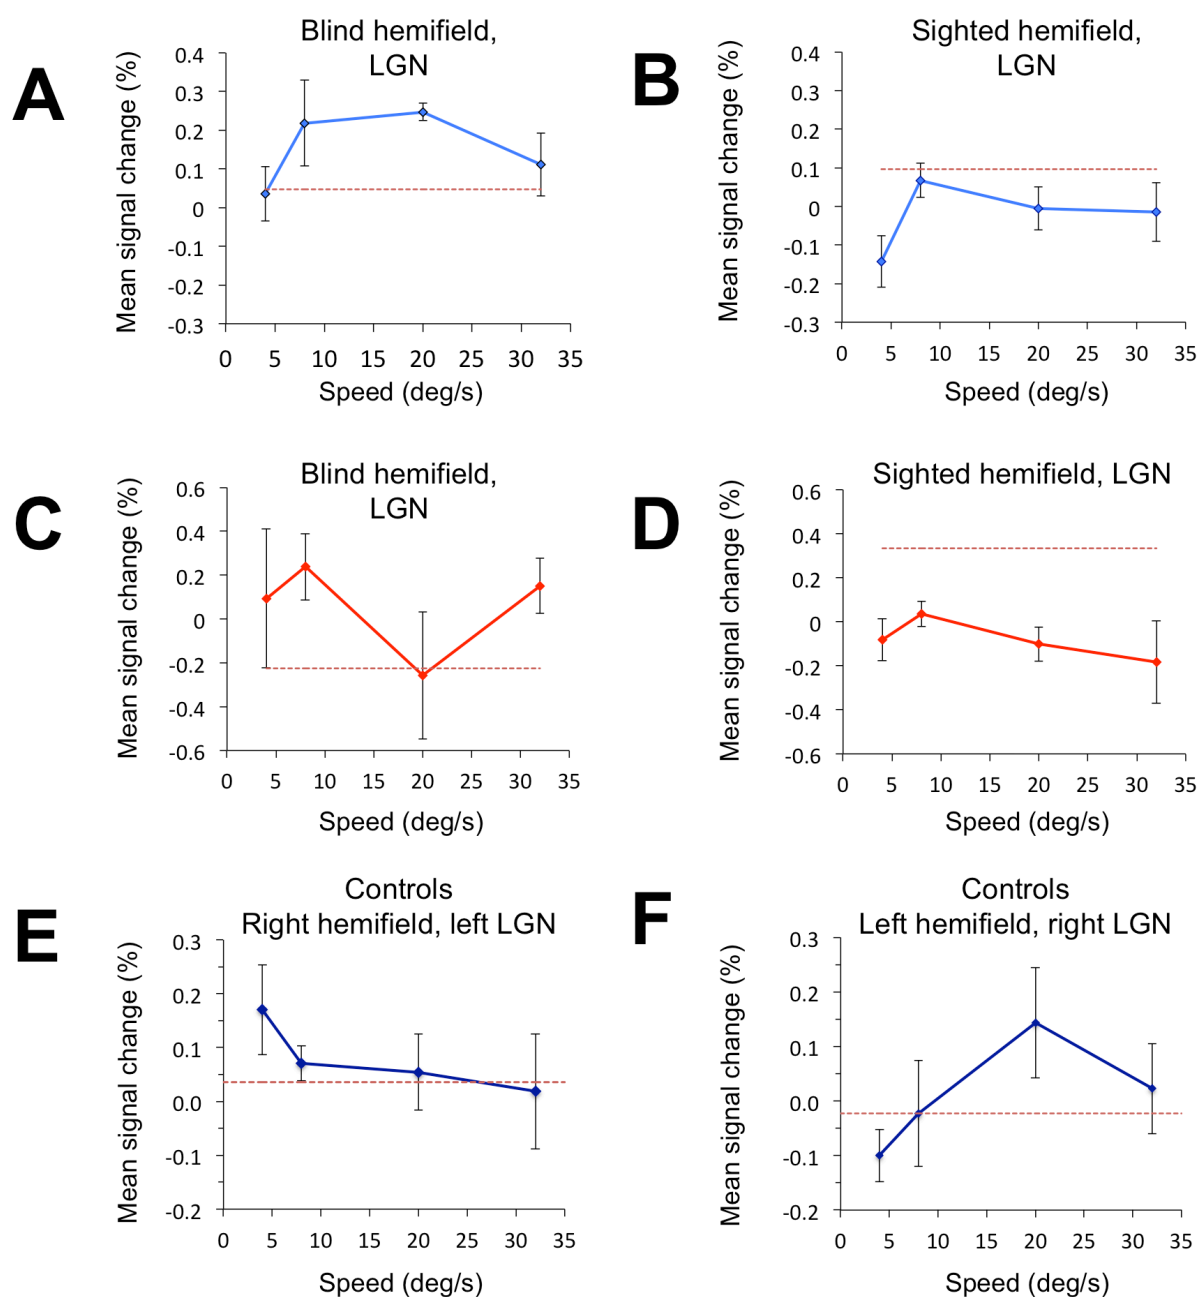 A
Blind hemifield,
LGN
Mean signal change (%)
0.4
0.3
0.2
0.1
0
-0.1
-0.2
-0.3
0 5 10 15 20 25 30 35
Speed (deg/s)
B
Sighted hemifield,
LGN
Mean signal change (%)
0.4
0.3
0.2
0.1
0
-0.1
-0.2
-0.3
0 5 10 15 20 25 30 35
Speed (deg/s)
C
Blind hemifield,
LGN
Mean signal change (%)
0.6
0.4
0.2
0
-0.2
-0.4
-0.6
0 5 10 15 20 25 30 35
Speed (deg/s)
D
Sighted hemifield, LGN
Mean signal change (%)
0.6
0.4
0.2
0
-0.2
-0.4
-0.6
0 5 10 15 20 25 30 35
Speed (deg/s)
E
Controls
Right hemifield, left LGN
Mean signal change (%)
0.3
0.2
0.1
0.0
-0.1
-0.2
0 5 10 15 20 25 30 35
Speed (deg/s)
F
Controls
Left hemifield, right LGN
Mean signal change (%)
0.3
0.2
0.1
0.0
-0.1
-0.2
0 5 10 15 20 25 30 35
Speed (deg/s)